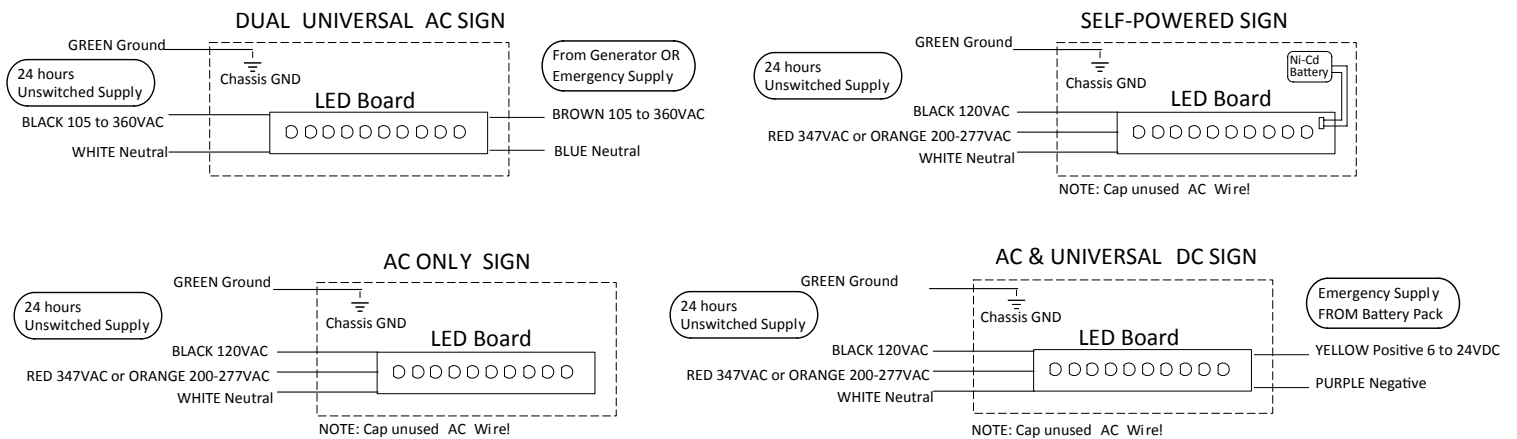 DUAL UNIVERSAL AC SIGN
GREEN Ground
24 hours
Unswitched Supply
Chassis GND
From Generator OR
Emergency Supply
LED Board
BLACK 105 to 360VAC
BROWN 105 to 360VAC
WHITE Neutral
BLUE Neutral
SELF-POWERED SIGN
GREEN Ground
24 hours
Unswitched Supply
Chassis GND
Ni-Cd
Battery
LED Board
BLACK 120VAC
RED 347VAC or ORANGE 200-277VAC
WHITE Neutral
NOTE: Cap unused AC Wire!
AC ONLY SIGN
GREEN Ground
24 hours
Unswitched Supply
Chassis GND
LED Board
BLACK 120VAC
RED 347VAC or ORANGE 200-277VAC
WHITE Neutral
NOTE: Cap unused AC Wire!
AC & UNIVERSAL DC SIGN
GREEN Ground
24 hours
Unswitched Supply
Chassis GND
Emergency Supply
FROM Battery Pack
LED Board
BLACK 120VAC
YELLOW Positive 6 to 24VDC
RED 347VAC or ORANGE 200-277VAC
PURPLE Negative
WHITE Neutral
NOTE: Cap unused AC Wire!